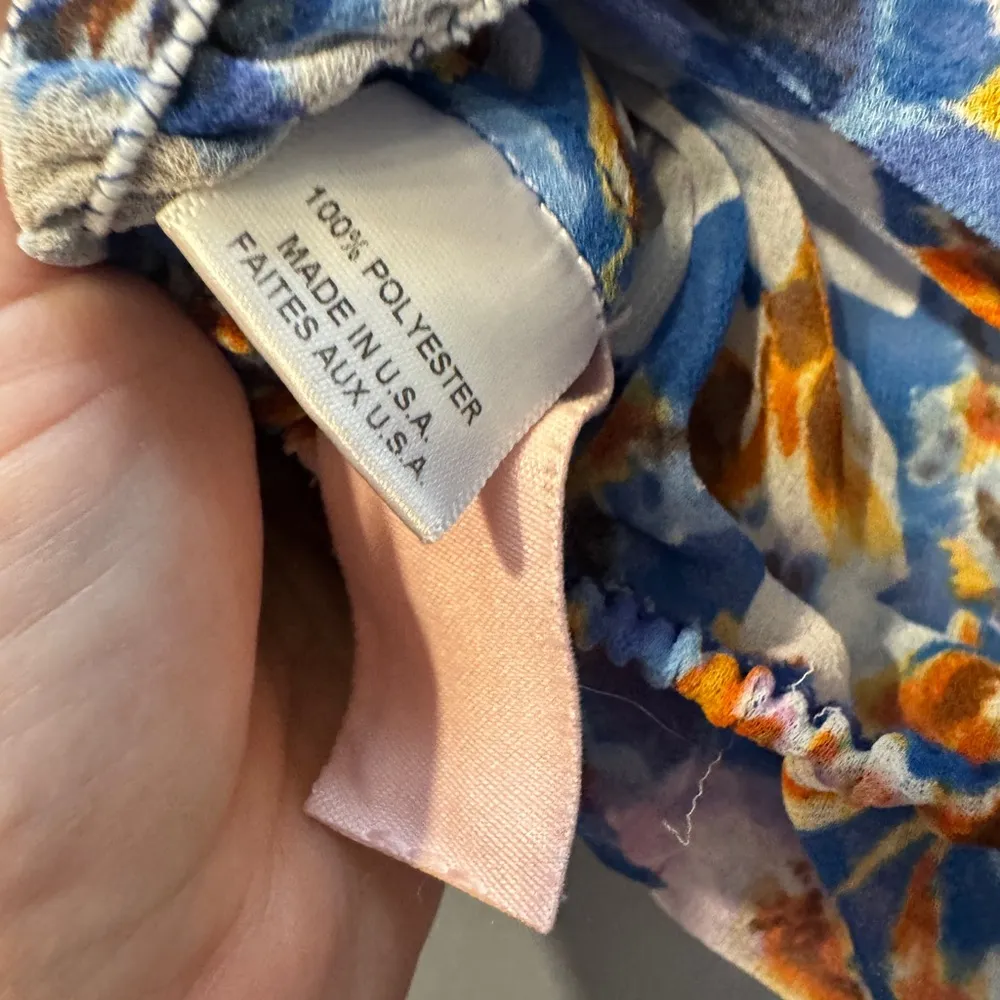 100% POLYESTER
MADE IN U.S.A.
FAITES AUX U.S.A.